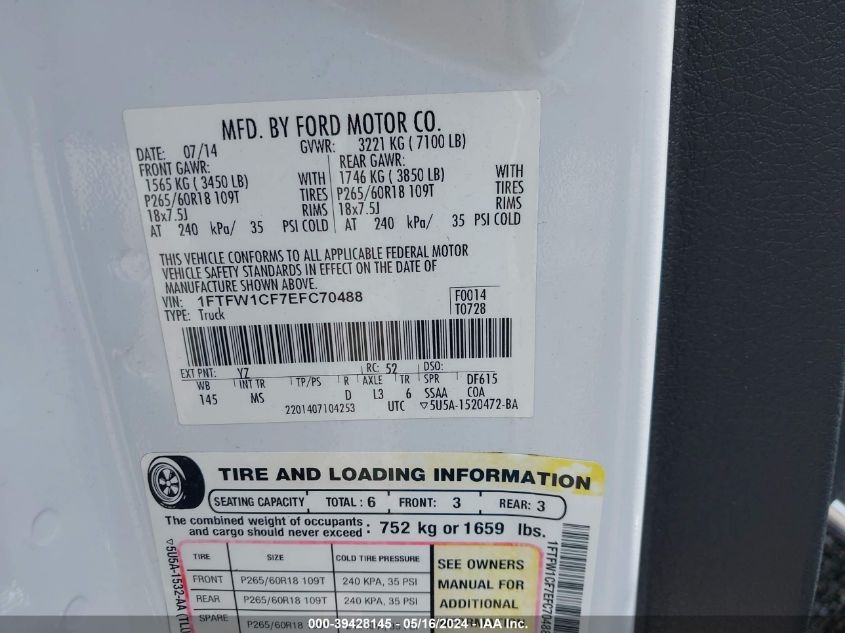 MFD. BY FORD MOTOR CO.
DATE: 07/14 GVWR: 3221 KG ( 7100 LB)
FRONT GAWR: REAR GAWR:
1565 KG ( 3450 LB) WITH 1746 KG ( 3850 LB) WITH
P265/60R18 109T TIRES P265/60R18 109T TIRES
18x7.5J RIMS 18x7.5J RIMS
AT 240 kPa/ 35 PSI COLD AT 240 kPa/ 35 PSI COLD
THIS VEHICLE CONFORMS TO ALL APPLICABLE FEDERAL MOTOR
VEHICLE SAFETY STANDARDS IN EFFECT ON THE DATE OF
MANUFACTURE SHOWN ABOVE.
VIN: 1FTFW1CF7EFC70488 F0014
TYPE: Truck T0728
EXT PNT: YZ RC: 52 DSO:
WB INT TR TP/PS R AXLE TR SPR DF615
145 MS D L3 6 SSAA COA
2201407104253 UTC ▽5U5A-1520472-BA
TIRE AND LOADING INFORMATION
SEATING CAPACITY TOTAL : 6 FRONT: 3 REAR: 3
The combined weight of occupants
and cargo should never exceed : 752 kg or 1659 lbs.
TIRE SIZE COLD TIRE PRESSURE
FRONT P265/60R18 109T 240 KPA, 35 PSI
REAR P265/60R18 109T 240 KPA, 35 PSI
SPARE P265/60R18 240 KPA, 35 PSI
SEE OWNERS
MANUAL FOR
ADDITIONAL
▽5U5A-1532-AA
1FTFW1CF7EFC70488
000-39428145 - 05/16/2024 - IAA Inc.